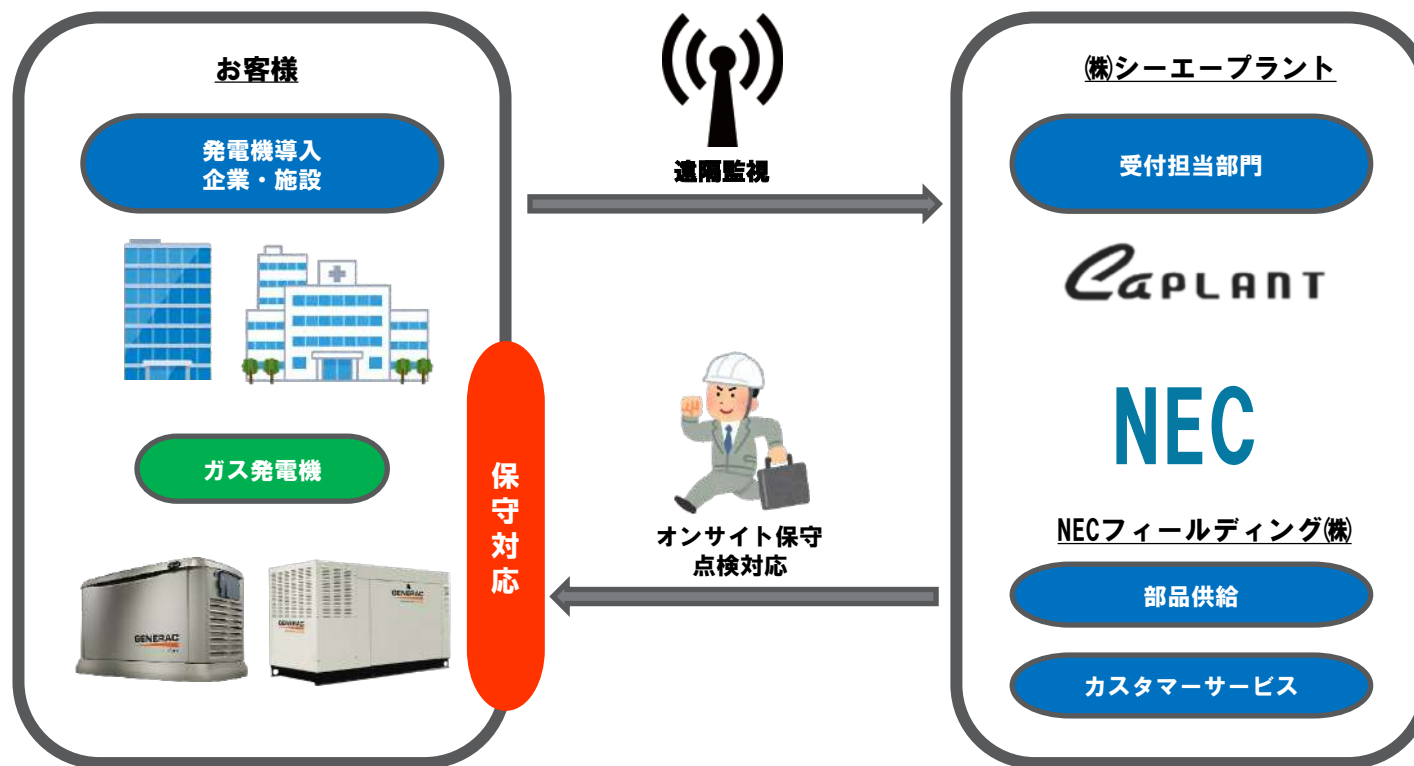 お客様
発電機導入
企業・施設
ガス発電機
GENERAC
GENERAC
GENERAC
保守対応
遠隔監視
オンサイト保守
点検対応
㈱シーエープラント
受付担当部門
CAPLANT
NEC
NECフィールディング㈱
部品供給
カスタマーサービス